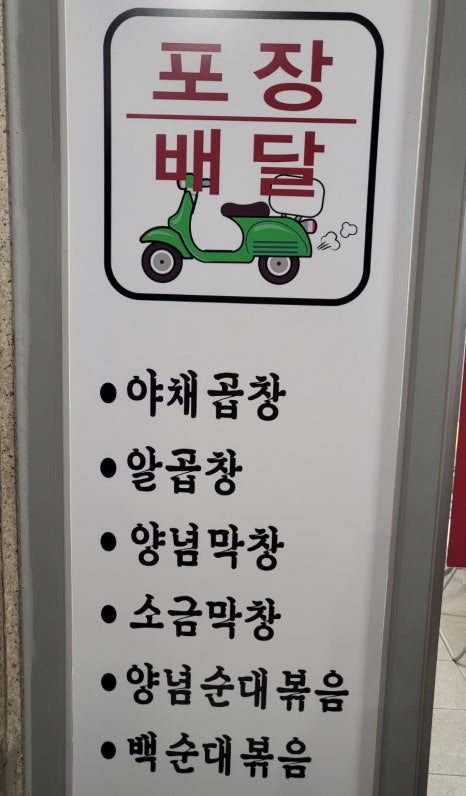 포장
배달
• 야채곱창
• 알곱창
• 양념막창
• 소금막창
• 양념순대볶음
• 백순대볶음